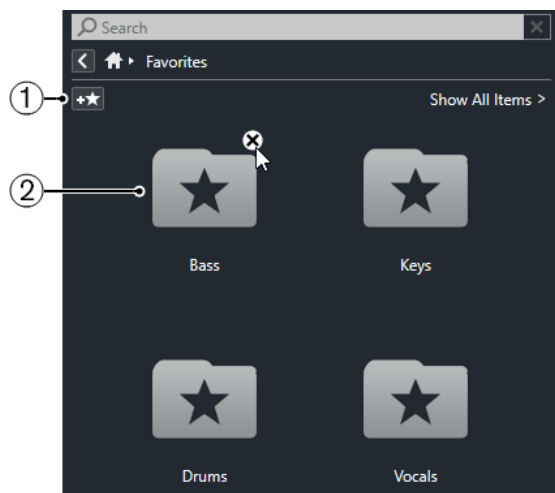 Search
Favorites
1
Show All Items >
2
Bass Keys
Drums Vocals